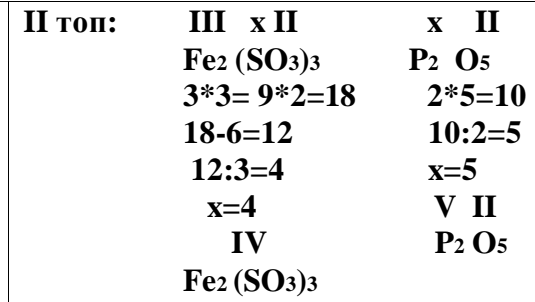 II топ: III x II x II
Fe2 (SO3)3 P2 O5
3*3= 9*2=18 2*5=10
18-6=12 10:2=5
12:3=4 x=5
x=4 V II
IV P2 O5
Fe2 (SO3)3